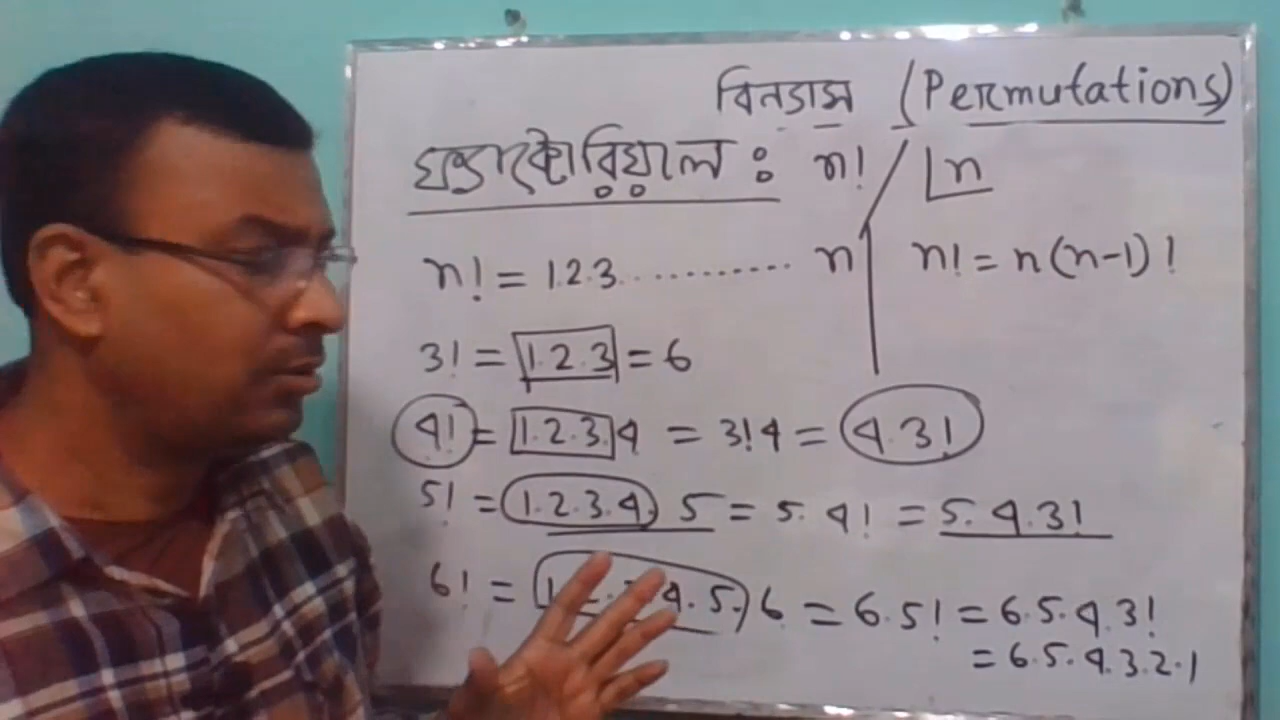 বিন্যাস (Permutations)
ফ্যাক্টোরিয়াল : n! / |n
n! = 1.2.3. ............ n
n! = n(n-1)!
3! = 1.2.3 = 6
4! = 1.2.3.4 = 3!4 = 4.3!
5! = 1.2.3.4. 5 = 5.4! = 5.4.3!
6! = 4.5. 6 = 6.5! = 6.5.4.3!
= 6.5.4.3.2.1